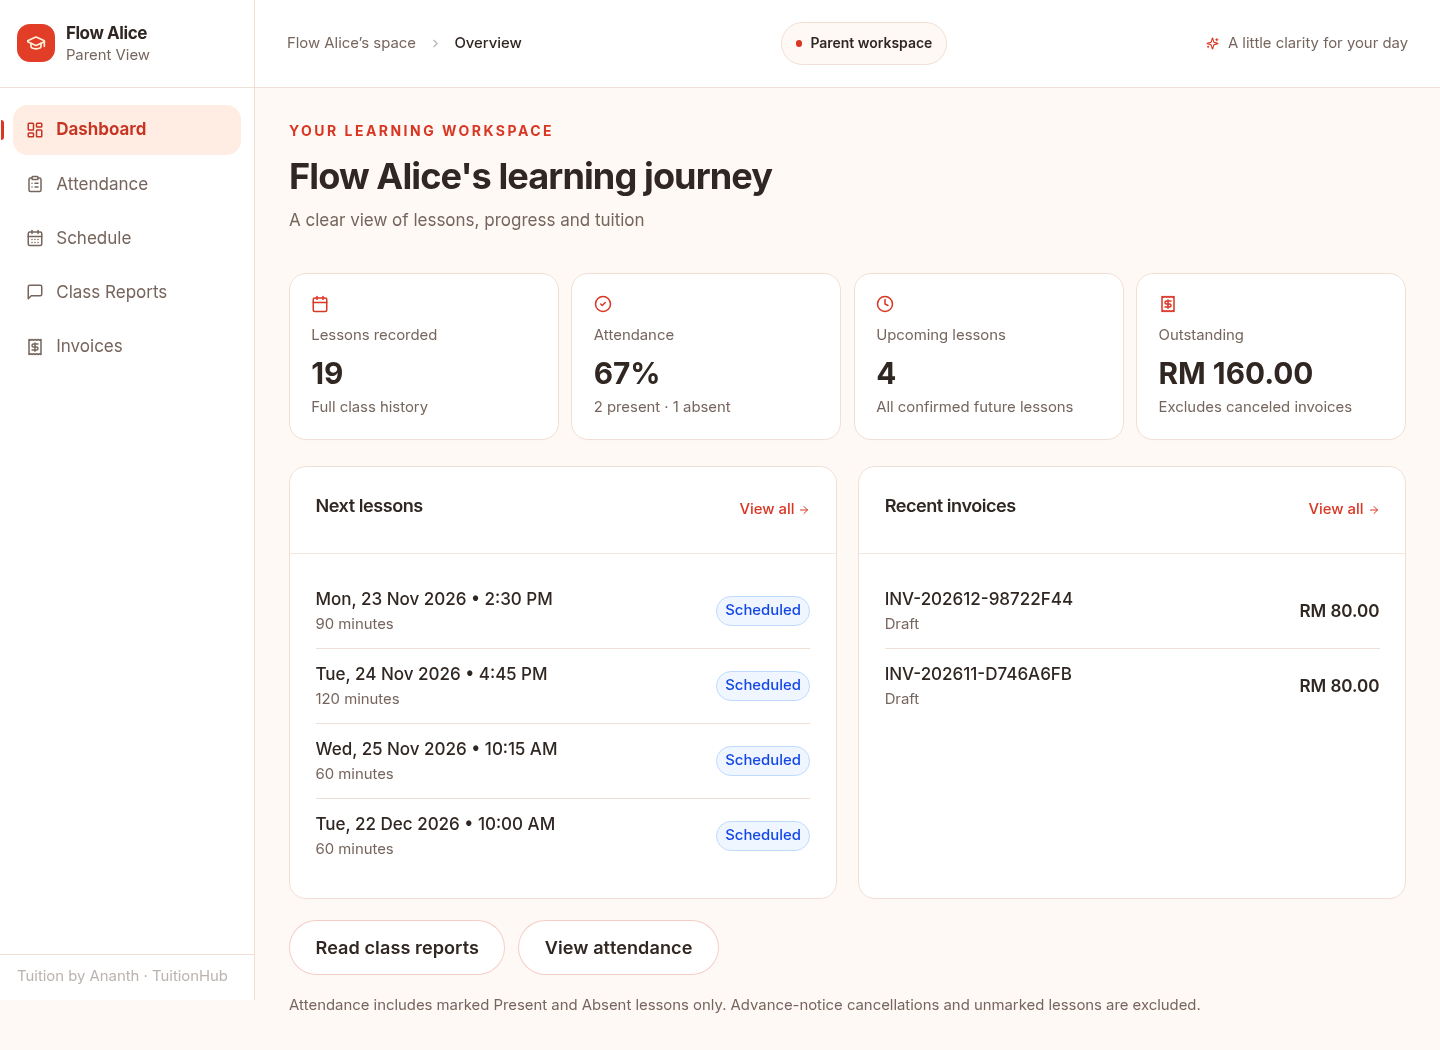 Flow Alice
Parent View
Flow Alice's space > Overview
Parent workspace
A little clarity for your day
Dashboard
Attendance
Schedule
Class Reports
Invoices
Tuition by Ananth · TuitionHub
YOUR LEARNING WORKSPACE
Flow Alice's learning journey
A clear view of lessons, progress and tuition
Lessons recorded
19
Full class history
Attendance
67%
2 present · 1 absent
Upcoming lessons
4
All confirmed future lessons
Outstanding
RM 160.00
Excludes canceled invoices
Next lessons
View all →
Mon, 23 Nov 2026 • 2:30 PM
90 minutes
Scheduled
Tue, 24 Nov 2026 • 4:45 PM
120 minutes
Scheduled
Wed, 25 Nov 2026 • 10:15 AM
60 minutes
Scheduled
Tue, 22 Dec 2026 • 10:00 AM
60 minutes
Scheduled
Recent invoices
View all →
INV-202612-98722F44
Draft
RM 80.00
INV-202611-D746A6FB
Draft
RM 80.00
Read class reports
View attendance
Attendance includes marked Present and Absent lessons only. Advance-notice cancellations and unmarked lessons are excluded.